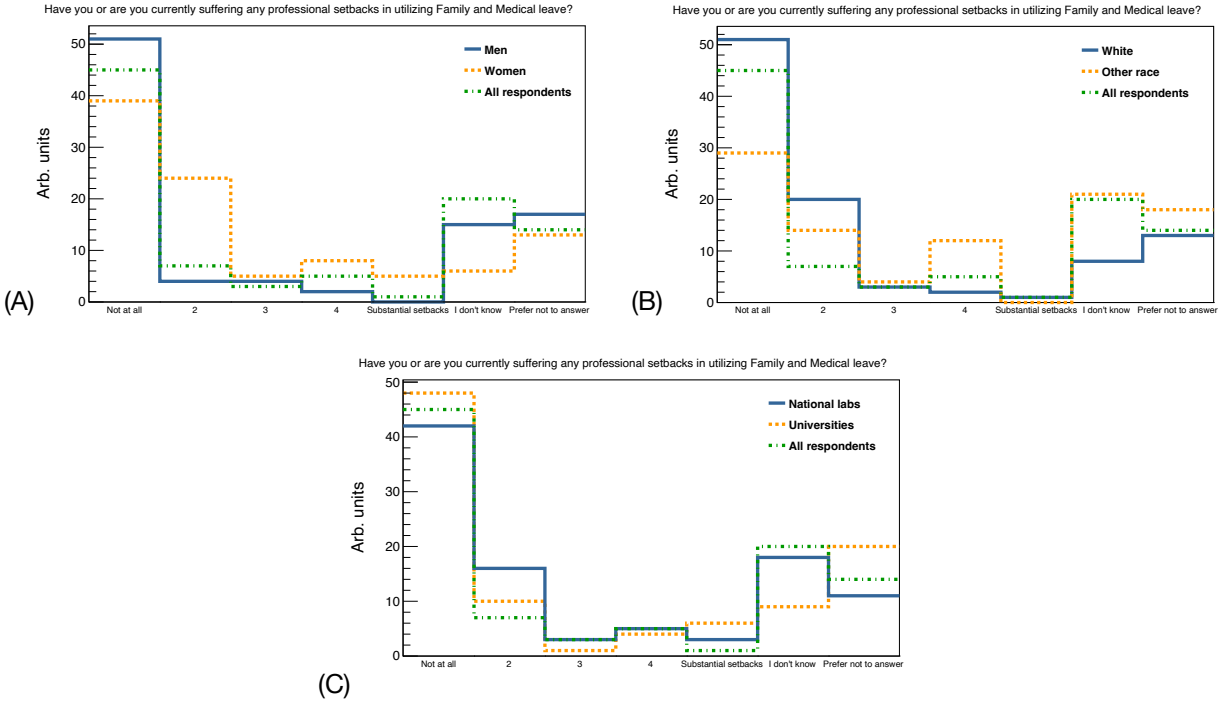 Have you or are you currently suffering any professional setbacks in utilizing Family and Medical leave?
50
40
30
20
10
0
Arb. units
Men
Women
All respondents
Not at all 2 3 4 Substantial setbacks I don't know Prefer not to answer
(A)
Have you or are you currently suffering any professional setbacks in utilizing Family and Medical leave?
50
40
30
20
10
0
Arb. units
White
Other race
All respondents
Not at all 2 3 4 Substantial setbacks I don't know Prefer not to answer
(B)
Have you or are you currently suffering any professional setbacks in utilizing Family and Medical leave?
50
40
30
20
10
0
Arb. units
National labs
Universities
All respondents
Not at all 2 3 4 Substantial setbacks I don't know Prefer not to answer
(C)